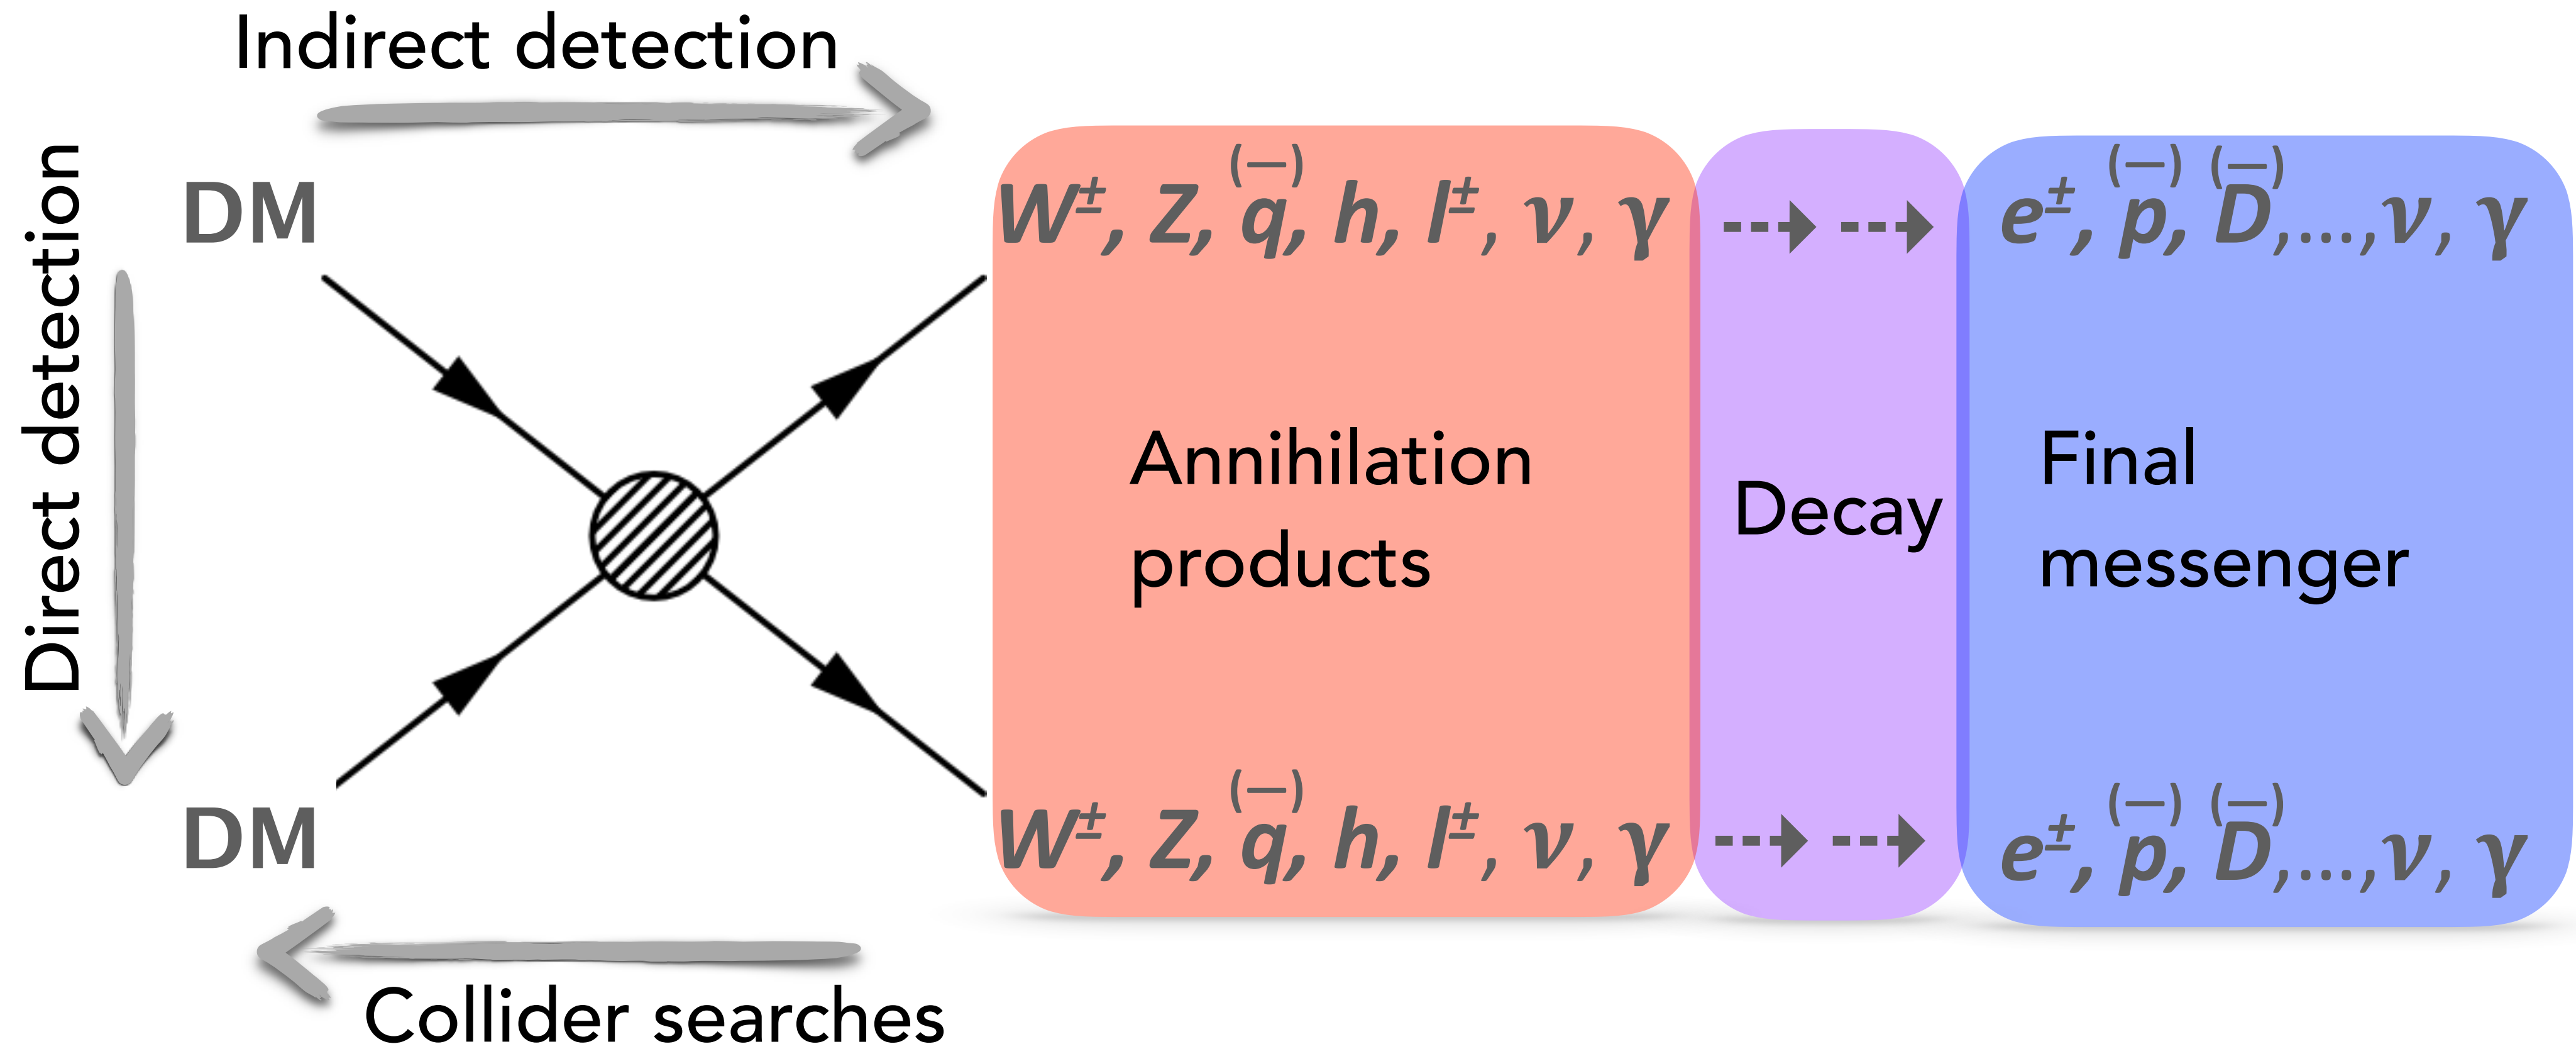 Indirect detection
Direct detection
DM
W±, Z, (—)q, h, l±, ν, γ
e±, (—)p, (—)D,...,ν, γ
Annihilation
products
Decay
Final
messenger
DM
W±, Z, (—)q, h, l±, ν, γ
e±, (—)p, (—)D,...,ν, γ
Collider searches